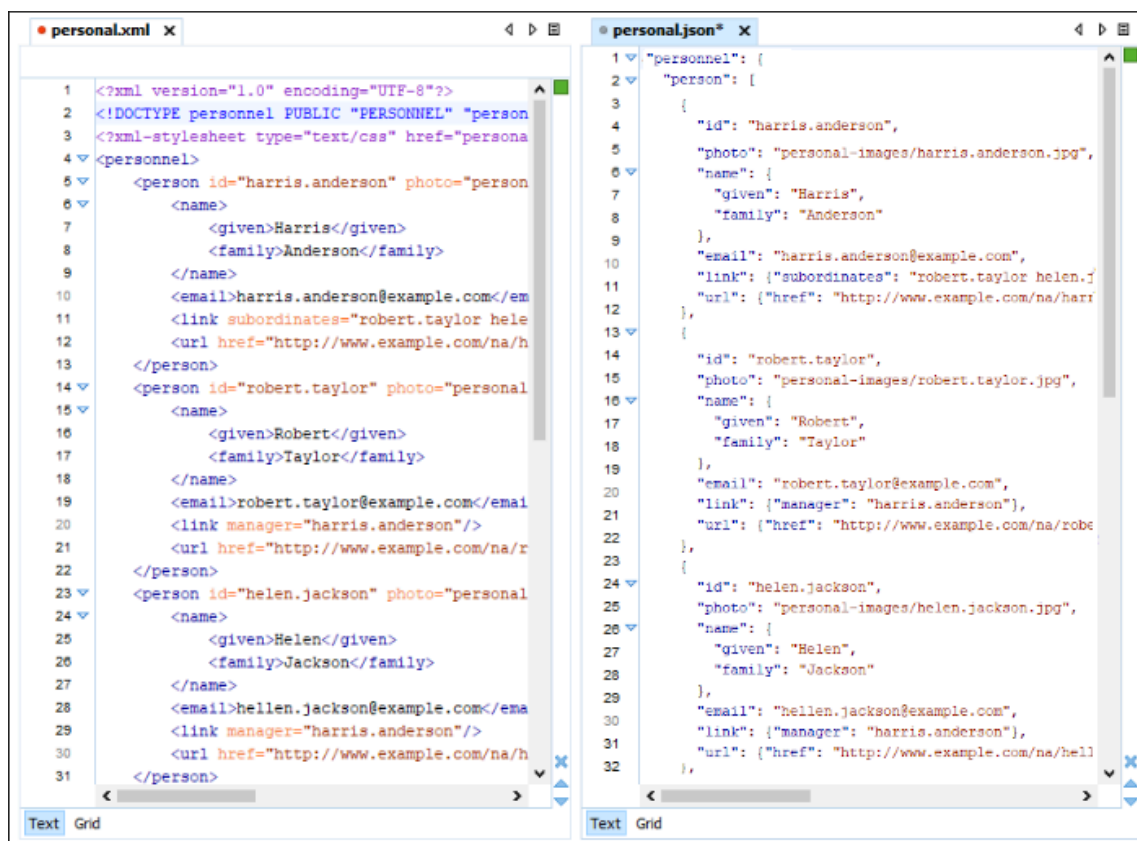 personal.xml
1 <?xml version="1.0" encoding="UTF-8"?>
2 <!DOCTYPE personnel PUBLIC "PERSONNEL" "person
3 <?xml-stylesheet type="text/css" href="persona
4 <personnel>
5 <person id="harris.anderson" photo="person
6 <name>
7 <given>Harris</given>
8 <family>Anderson</family>
9 </name>
10 <email>harris.anderson@example.com</em
11 <link subordinates="robert.taylor hele
12 <url href="http://www.example.com/na/h
13 </person>
14 <person id="robert.taylor" photo="personal
15 <name>
16 <given>Robert</given>
17 <family>Taylor</family>
18 </name>
19 <email>robert.taylor@example.com</emai
20 <link manager="harris.anderson"/>
21 <url href="http://www.example.com/na/r
22 </person>
23 <person id="helen.jackson" photo="personal
24 <name>
25 <given>Helen</given>
26 <family>Jackson</family>
27 </name>
28 <email>hellen.jackson@example.com</ema
29 <link manager="harris.anderson"/>
30 <url href="http://www.example.com/na/h
31 </person>
Text Grid
personal.json*
1 "personnel": {
2 "person": [
3 {
4 "id": "harris.anderson",
5 "photo": "personal-images/harris.anderson.jpg",
6 "name": {
7 "given": "Harris",
8 "family": "Anderson"
9 },
10 "email": "harris.anderson@example.com",
11 "link": {"subordinates": "robert.taylor helen.j
12 "url": {"href": "http://www.example.com/na/harr
},
13 {
14 "id": "robert.taylor",
15 "photo": "personal-images/robert.taylor.jpg",
16 "name": {
17 "given": "Robert",
18 "family": "Taylor"
19 },
20 "email": "robert.taylor@example.com",
21 "link": {"manager": "harris.anderson"},
"url": {"href": "http://www.example.com/na/robe
22 },
23 {
24 "id": "helen.jackson",
25 "photo": "personal-images/helen.jackson.jpg",
26 "name": {
27 "given": "Helen",
28 "family": "Jackson"
29 },
30 "email": "hellen.jackson@example.com",
31 "link": {"manager": "harris.anderson"},
"url": {"href": "http://www.example.com/na/hell
32 },
Text Grid